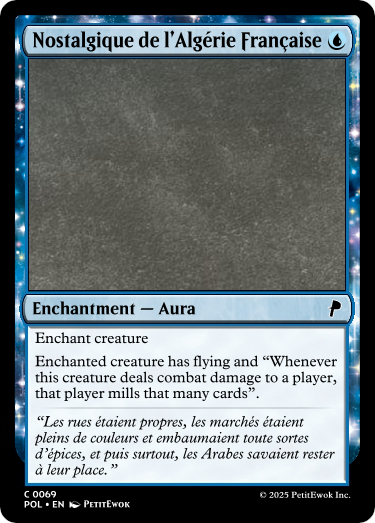 Nostalgique de l'Algérie Française
Enchantment — Aura
Enchant creature
Enchanted creature has flying and “Whenever
this creature deals combat damage to a player,
that player mills that many cards”.
“Les rues étaient propres, les marchés étaient
pleins de couleurs et embaumaient toute sortes
d'épices, et puis surtout, les Arabes savaient rester
à leur place.”
C 0069
POL • EN PetitEwok
© 2025 PetitEwok Inc.